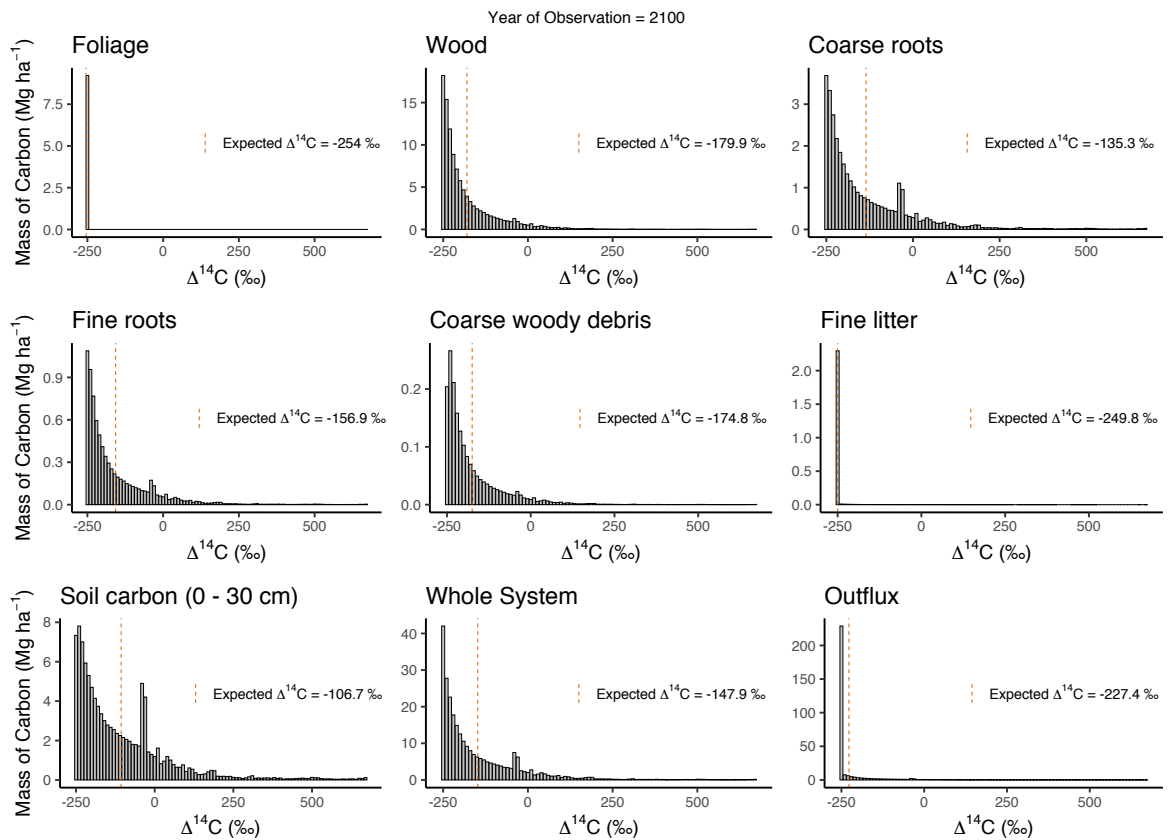 Year of Observation = 2100
Foliage
Wood
Coarse roots
Mass of Carbon (Mg ha⁻¹)
7.5
5.0
2.5
0.0
Expected Δ¹⁴C = -254 ‰
-250 0 250 500
Δ¹⁴C (‰)
15
10
5
0
Expected Δ¹⁴C = -179.9 ‰
-250 0 250 500
Δ¹⁴C (‰)
3
2
1
0
Expected Δ¹⁴C = -135.3 ‰
-250 0 250 500
Δ¹⁴C (‰)
Fine roots
Coarse woody debris
Fine litter
Mass of Carbon (Mg ha⁻¹)
0.9
0.6
0.3
0.0
Expected Δ¹⁴C = -156.9 ‰
-250 0 250 500
Δ¹⁴C (‰)
0.2
0.1
0.0
Expected Δ¹⁴C = -174.8 ‰
-250 0 250 500
Δ¹⁴C (‰)
2.0
1.5
1.0
0.5
0.0
Expected Δ¹⁴C = -249.8 ‰
-250 0 250 500
Δ¹⁴C (‰)
Soil carbon (0 - 30 cm)
Whole System
Outflux
Mass of Carbon (Mg ha⁻¹)
8
6
4
2
0
Expected Δ¹⁴C = -106.7 ‰
-250 0 250 500
Δ¹⁴C (‰)
40
30
20
10
0
Expected Δ¹⁴C = -147.9 ‰
-250 0 250 500
Δ¹⁴C (‰)
200
150
100
50
0
Expected Δ¹⁴C = -227.4 ‰
-250 0 250 500
Δ¹⁴C (‰)